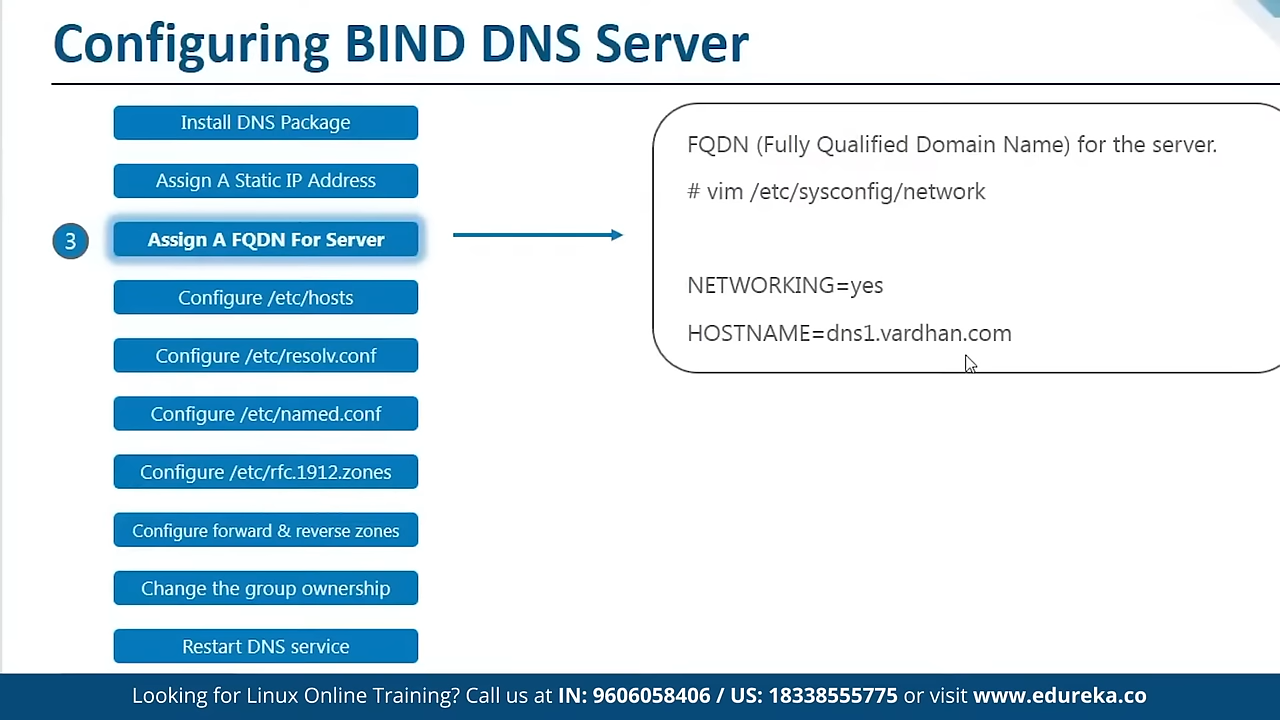 Configuring BIND DNS Server
Install DNS Package
Assign A Static IP Address
3
Assign A FQDN For Server
Configure /etc/hosts
Configure /etc/resolv.conf
Configure /etc/named.conf
Configure /etc/rfc.1912.zones
Configure forward & reverse zones
Change the group ownership
Restart DNS service
FQDN (Fully Qualified Domain Name) for the server.
# vim /etc/sysconfig/network
NETWORKING=yes
HOSTNAME=dns1.vardhan.com
Looking for Linux Online Training? Call us at IN: 9606058406 / US: 18338555775 or visit www.edureka.co